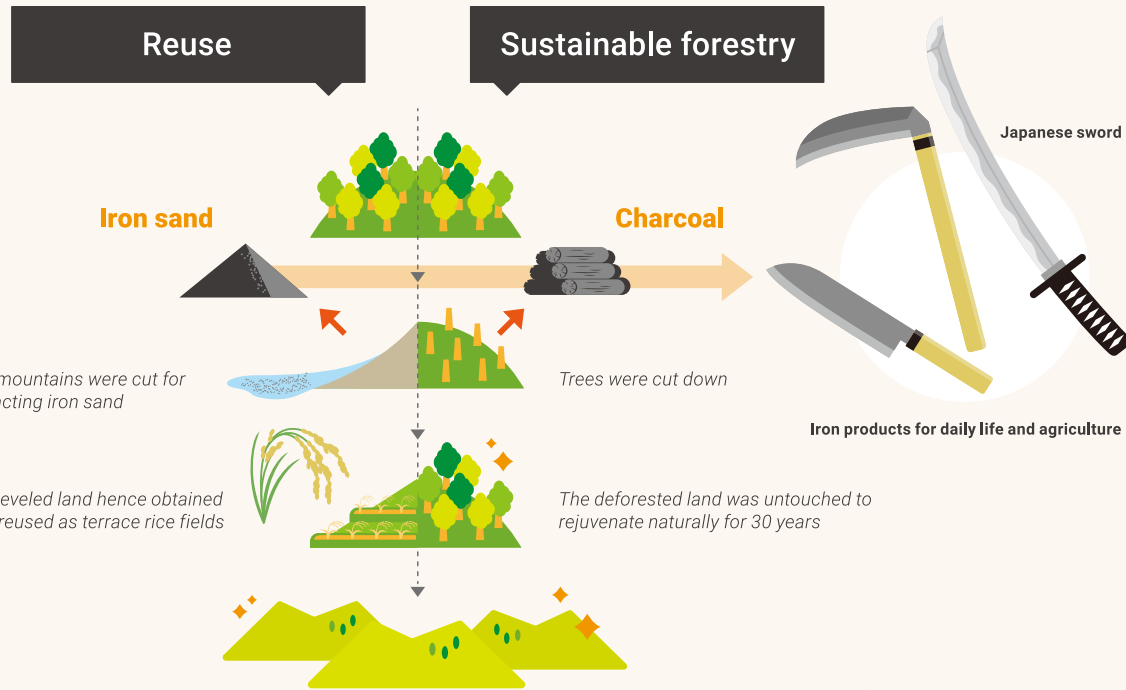 Reuse
Sustainable forestry
Japanese sword
Iron sand
Charcoal
mountains were cut for
acting iron sand
Trees were cut down
Iron products for daily life and agriculture
eveled land hence obtained
reused as terrace rice fields
The deforested land was untouched to
rejuvenate naturally for 30 years